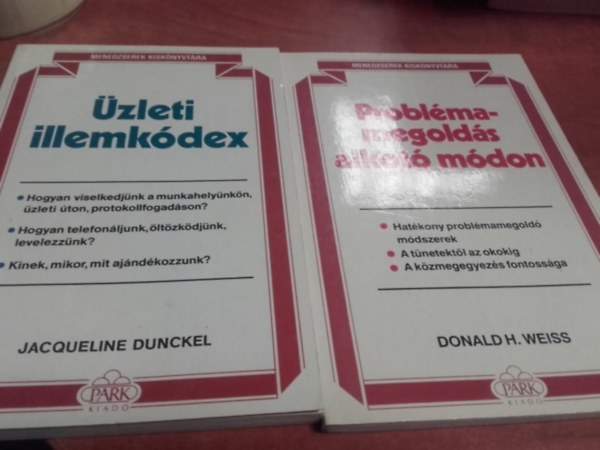 MENEDZSEREK KISKÖNYVTÁRA
Üzleti
illemkódex
Hogyan viselkedjünk a munkahelyünkön,
üzleti úton, protokollfogadáson?
Hogyan telefonáljunk, öltözködjünk,
levelezzünk?
Kinek, mikor, mit ajándékozzunk?
JACQUELINE DUNCKEL
PARK
KIADÓ
MENEDZSEREK KISKÖNYVTÁRA
Probléma-
megoldás
alkotó módon
Hatékony problémamegoldó
módszerek
A tünetektől az okokig
A közmegegyezés fontossága
DONALD H. WEISS
PARK
KIADÓ